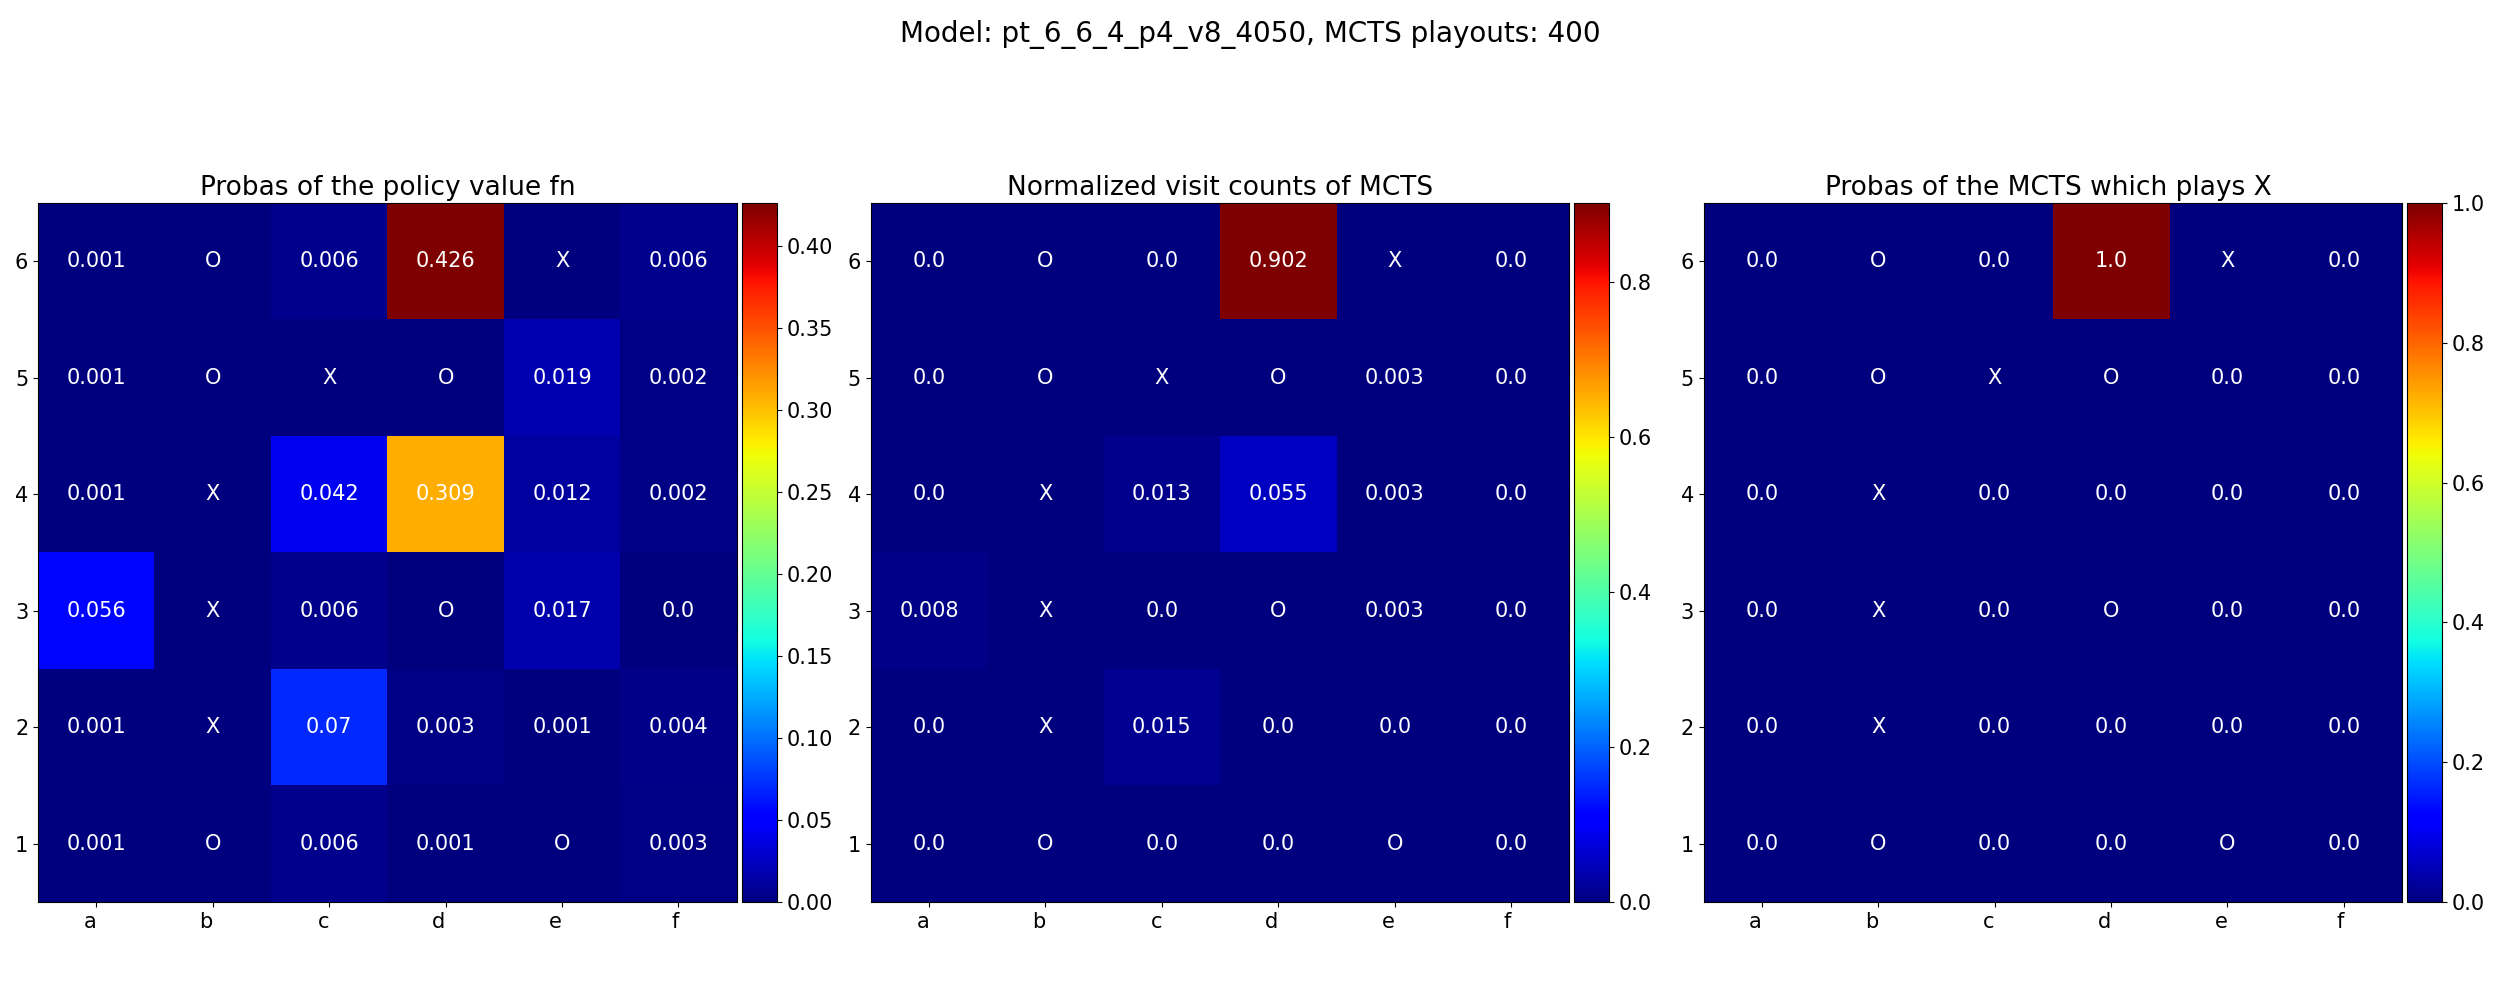 Model: pt_6_6_4_p4_v8_4050, MCTS playouts: 400
Probas of the policy value fn
6 0.001 O 0.006 0.426 X 0.006
5 0.001 O X O 0.019 0.002
4 0.001 X 0.042 0.309 0.012 0.002
3 0.056 X 0.006 O 0.017 0.0
2 0.001 X 0.07 0.003 0.001 0.004
1 0.001 O 0.006 0.001 O 0.003
a b c d e f
0.40
0.35
0.30
0.25
0.20
0.15
0.10
0.05
0.00
Normalized visit counts of MCTS
6 0.0 O 0.0 0.902 X 0.0
5 0.0 O X O 0.003 0.0
4 0.0 X 0.013 0.055 0.003 0.0
3 0.008 X 0.0 O 0.003 0.0
2 0.0 X 0.015 0.0 0.0 0.0
1 0.0 O 0.0 0.0 O 0.0
a b c d e f
0.8
0.6
0.4
0.2
0.0
Probas of the MCTS which plays X
6 0.0 O 0.0 1.0 X 0.0
5 0.0 O X O 0.0 0.0
4 0.0 X 0.0 0.0 0.0 0.0
3 0.0 X 0.0 O 0.0 0.0
2 0.0 X 0.0 0.0 0.0 0.0
1 0.0 O 0.0 0.0 O 0.0
a b c d e f
1.0
0.8
0.6
0.4
0.2
0.0